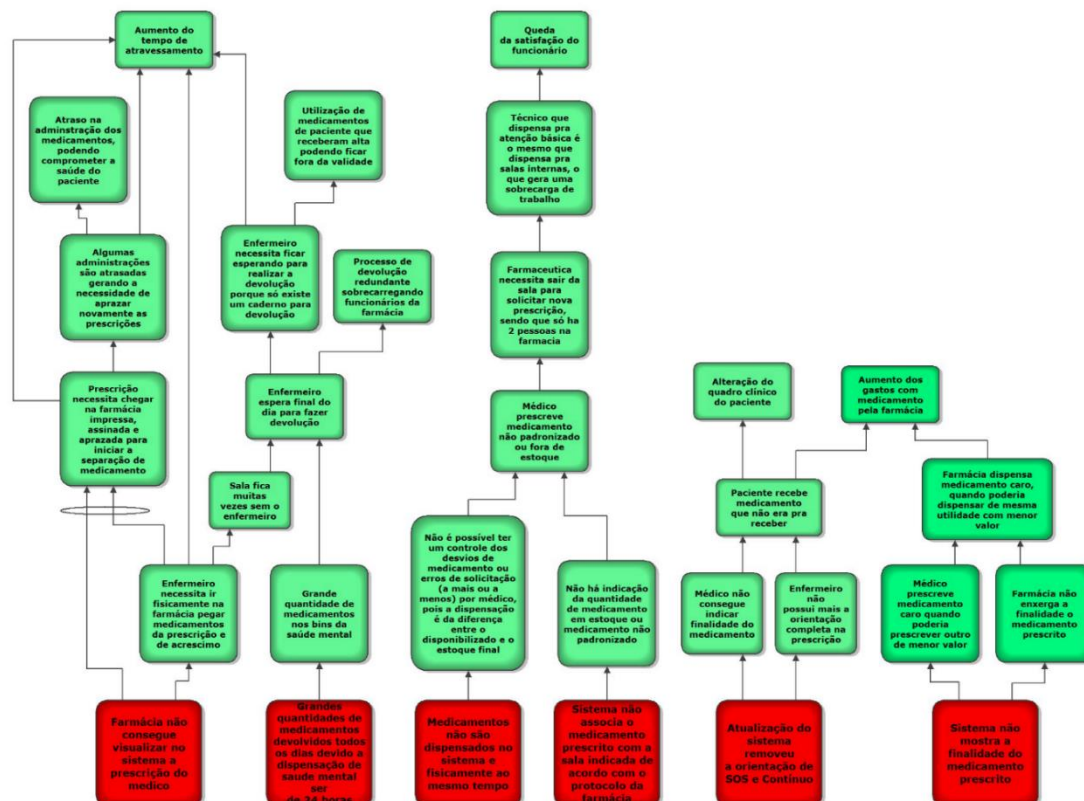 Aumento do
tempo de
atravessamento
Queda
da satisfação do
funcionário
Atraso na
adminstração dos
medicamentos,
podendo
comprometer a
saúde do
paciente
Utilização de
medicamentos
de paciente que
receberam alta
podendo ficar
fora da validade
Técnico que
dispensa pra
atenção básica é
o mesmo que
dispensa pra
salas internas, o
que gera uma
sobrecarga de
trabalho
Algumas
administrações
são atrasadas
gerando a
necessidade de
aprazar
novamente as
prescrições
Enfermeiro
necessita ficar
esperando para
realizar a
devolução
porque só existe
um caderno para
devolução
Processo de
devolução
redundante
sobrecarregando
funcionários da
farmácia
Farmaceutica
necessita sair da
sala para
solicitar nova
prescrição,
sendo que só há
2 pessoas na
farmacia
Prescrição
necessita chegar
na farmácia
impressa,
assinada e
aprazada para
iniciar a
separação de
medicamento
Enfermeiro
espera final do
dia para fazer
devolução
Médico
prescreve
medicamento
não padronizado
ou fora de
estoque
Alteração do
quadro clínico
do paciente
Aumento dos
gastos com
medicamento
pela farmácia
Sala fica
muitas
vezes sem o
enfermeiro
Paciente recebe
medicamento
que não era pra
receber
Farmácia dispensa
medicamento caro,
quando poderia
dispensar de mesma
utilidade com menor
valor
Enfermeiro
necessita ir
fisicamente na
farmácia pegar
medicamentos
da prescrição e
de acrescimo
Grande
quantidade de
medicamentos
nos bins da
saúde mental
Não é possível ter
um controle dos
desvios de
medicamento ou
erros de solicitação
(a mais ou a
menos) por médico,
pois a dispensação
é da diferença
entre o
disponibilizado e o
estoque final
Não há indicação
da quantidade
de medicamento
em estoque ou
medicamento não
padronizado
Médico não
consegue
indicar
finalidade do
medicamento
Enfermeiro
não
possui mais a
orientação
completa na
prescrição
Médico
prescreve
medicamento
caro quando
poderia
prescrever outro
de menor valor
Farmácia não
enxerga a
finalidade o
medicamento
prescrito
Farmácia não
consegue
visualizar no
sistema a
prescrição do
medico
Grandes
quantidades de
medicamentos
devolvidos todos
os dias devido a
dispensação de
saude mental
ser
de 24 horas
Medicamentos
não são
dispensados no
sistema e
fisicamente ao
mesmo tempo
Sistema não
associa o
medicamento
prescrito com a
sala indicada de
acordo com o
protocolo da
farmácia
Atualização do
sistema
removeu
a orientação de
SOS e Contínuo
Sistema não
mostra a
finalidade do
medicamento
prescrito